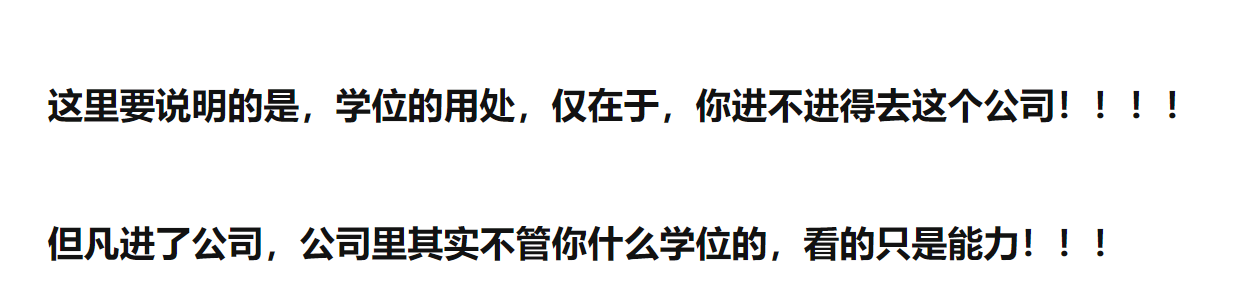 这里要说明的是，学位的用处，仅在于，你进不进得去这个公司！！！！
但凡进了公司，公司里其实不管你什么学位的，看的只是能力！！！